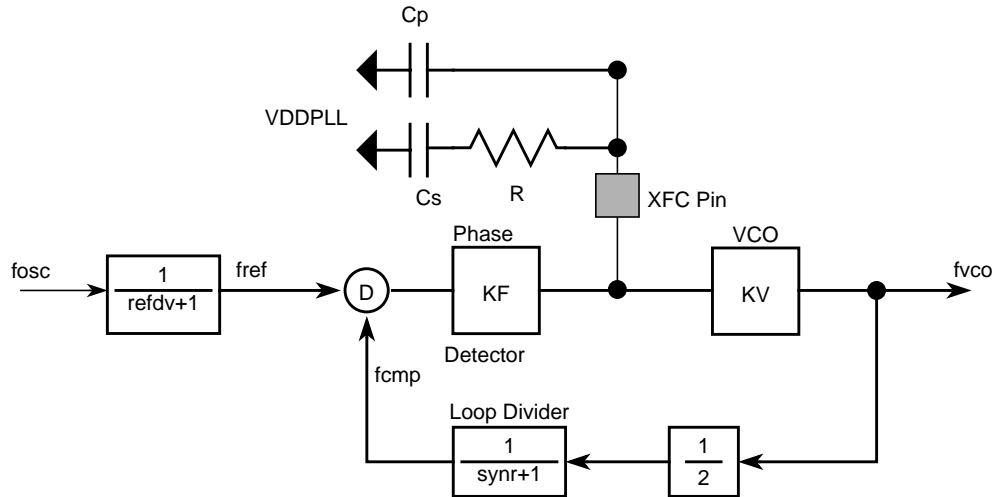 Cp
VDDPLL
Cs
R
XFC Pin
Phase
VCO
fosc
1
refdv+1
fref
D
KF
KV
fvco
Detector
fcmp
Loop Divider
1
synr+1
1
2